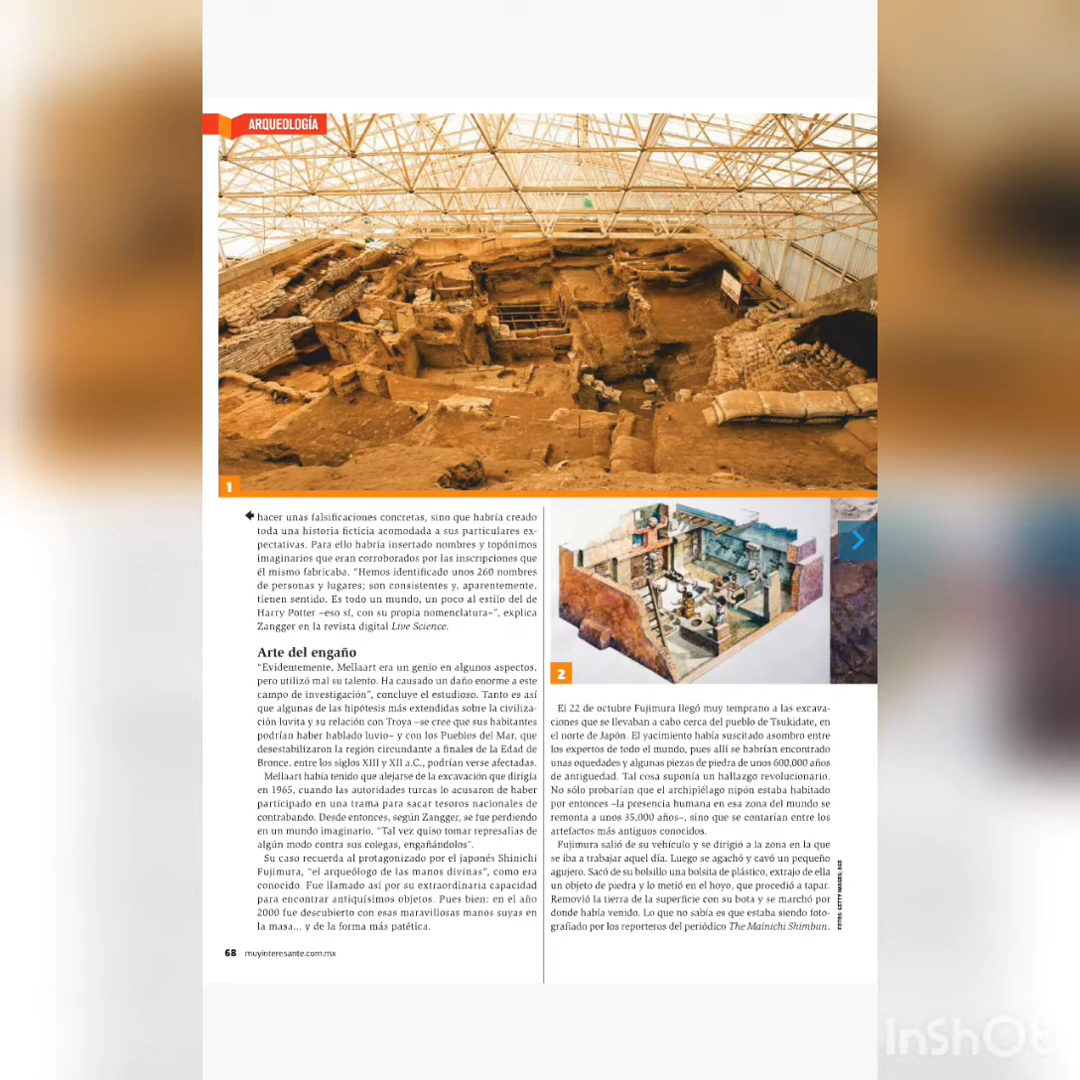 ARQUEOLOGÍA
1
hacer unas falsificaciones concretas, sino que habría creado
toda una historia ficticia acomodada a sus particulares ex-
pectativas. Para ello habría insertado nombres y topónimos
imaginarios que eran corroborados por las inscripciones que
él mismo fabricaba. "Hemos identificado unos 260 nombres
de personas y lugares; son consistentes y, aparentemente,
tienen sentido. Es todo un mundo, un poco al estilo del de
Harry Potter –eso sí, con su propia nomenclatura–", explica
Zangger en la revista digital Live Science.
Arte del engaño
"Evidentemente, Mellaart era un genio en algunos aspectos,
pero utilizó mal su talento. Ha causado un daño enorme a este
campo de investigación", concluye el estudioso. Tanto es así
que algunas de las hipótesis más extendidas sobre la civiliza-
ción luvita y su relación con Troya –se cree que sus habitantes
podrían haber hablado luvio– y con los Pueblos del Mar, que
desestabilizaron la región circundante a finales de la Edad de
Bronce, entre los siglos XIII y XII a.C., podrían verse afectadas.
Mellaart había tenido que alejarse de la excavación que dirigía
en 1965, cuando las autoridades turcas lo acusaron de haber
participado en una trama para sacar tesoros nacionales de
contrabando. Desde entonces, según Zangger, se fue perdiendo
en un mundo imaginario. "Tal vez quiso tomar represalias de
algún modo contra sus colegas, engañándolos".
Su caso recuerda al protagonizado por el japonés Shinichi
Fujimura, "el arqueólogo de las manos divinas", como era
conocido. Fue llamado así por su extraordinaria capacidad
para encontrar antiquísimos objetos. Pues bien: en el año
2000 fue descubierto con esas maravillosas manos suyas en
la masa... y de la forma más patética.
2
El 22 de octubre Fujimura llegó muy temprano a las excava-
ciones que se llevaban a cabo cerca del pueblo de Tsukidate, en
el norte de Japón. El yacimiento había suscitado asombro entre
los expertos de todo el mundo, pues allí se habrían encontrado
unas oquedades y algunas piezas de piedra de unos 600,000 años
de antigüedad. Tal cosa suponía un hallazgo revolucionario.
No sólo probarían que el archipiélago nipón estaba habitado
por entonces –la presencia humana en esa zona del mundo se
remonta a unos 35,000 años–, sino que se contarían entre los
artefactos más antiguos conocidos.
Fujimura salió de su vehículo y se dirigió a la zona en la que
se iba a trabajar aquel día. Luego se agachó y cavó un pequeño
agujero. Sacó de su bolsillo una bolsita de plástico, extrajo de ella
un objeto de piedra y lo metió en el hoyo, que procedió a tapar.
Removió la tierra de la superficie con su bota y se marchó por
donde había venido. Lo que no sabía es que estaba siendo foto-
grafiado por los reporteros del periódico The Mainichi Shimbun.
FOTOS: GETTY IMAGES; AGE
68 muyinteresante.com.mx
InShOt